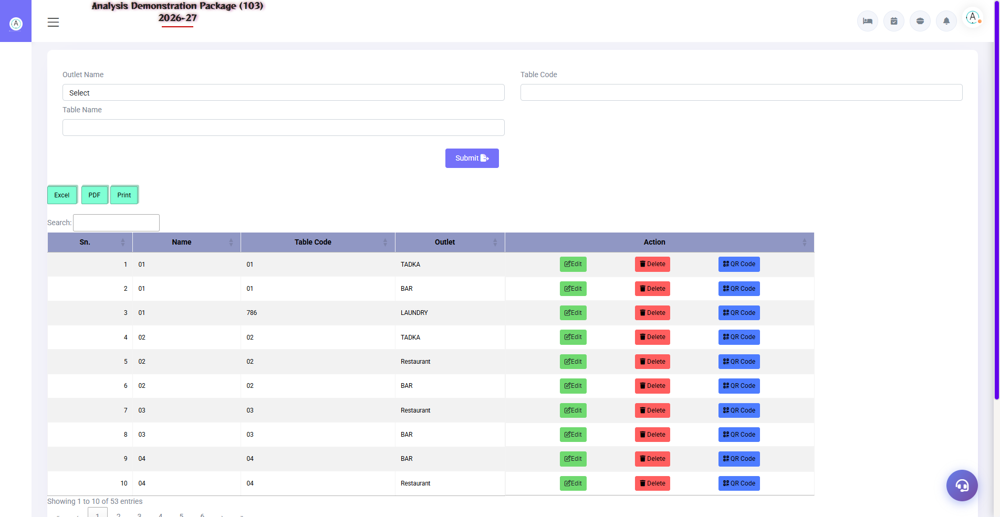 Analysis Demonstration Package (103)
2026-27
A
A
Outlet Name
Table Code
Select
Table Name
Submit
Excel PDF Print
Search:
Sn. Name Table Code Outlet Action
1 01 01 TADKA Edit Delete QR Code
2 01 01 BAR Edit Delete QR Code
3 01 786 LAUNDRY Edit Delete QR Code
4 02 02 TADKA Edit Delete QR Code
5 02 02 Restaurant Edit Delete QR Code
6 02 02 BAR Edit Delete QR Code
7 03 03 Restaurant Edit Delete QR Code
8 03 03 BAR Edit Delete QR Code
9 04 04 BAR Edit Delete QR Code
10 04 04 Restaurant Edit Delete QR Code
Showing 1 to 10 of 53 entries
« ‹ 1 2 3 4 5 6 › »